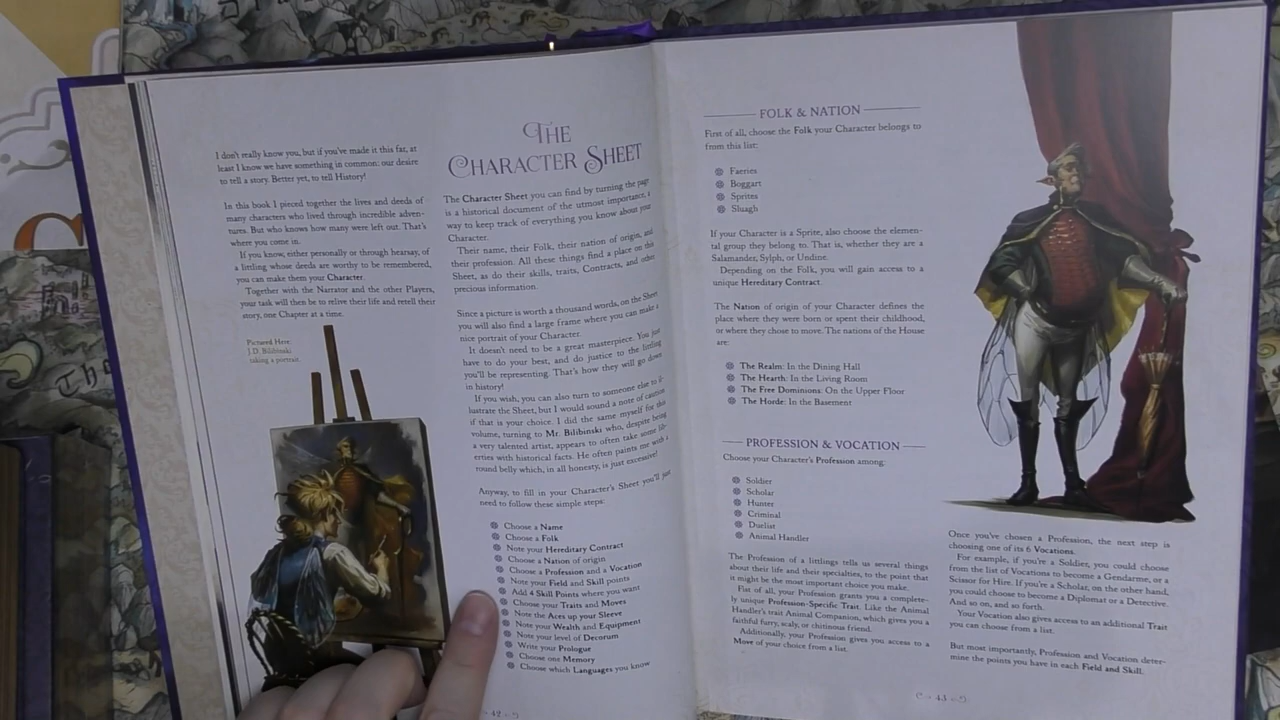 I don't really know you, but if you've made it this far, at
least I know we have something in common: our desire
to tell a story. Better yet, to tell History!
In this book I pieced together the lives and deeds of
many characters who lived through incredible adven-
tures. But who knows how many were left out. That's
where you come in.
If you know, either personally or through hearsay, of
a littling whose deeds are worthy to be remembered,
you can make them your Character.
Together with the Narrator and the other Players,
your task will then be to relive their life and retell their
story, one Chapter at a time.
Pictured Here:
J.D. Bilibinski
taking a portrait.
THE
CHARACTER SHEET
The Character Sheet you can find by turning the page
is a historical document of the utmost importance, a
way to keep track of everything you know about your
Character.
Their name, their Folk, their nation of origin, and
their profession. All these things find a place on this
Sheet, as do their skills, traits, Contracts, and other
precious information.
Since a picture is worth a thousand words, on the Sheet
you will also find a large frame where you can make a
nice portrait of your Character.
It doesn't need to be a great masterpiece. You just
have to do your best, and do justice to the littling
you'll be representing. That's how they will go down
in history!
If you wish, you can also turn to someone else to il-
lustrate the Sheet, but I would sound a note of caution
if that is your choice. I did the same myself for this
volume, turning to Mr. Bilibinski who, despite being
a very talented artist, appears to often take some lib-
erties with historical facts. He often paints me with a
round belly which, in all honesty, is just excessive!
Anyway, to fill in your Character's Sheet you'll just
need to follow these simple steps:
Choose a Name
Choose a Folk
Note your Hereditary Contract
Choose a Nation of origin
Choose a Profession and a Vocation
Note your Field and Skill points
Add 4 Skill Points where you want
Choose your Traits and Moves
Note the Aces up your Sleeve
Note your Wealth and Equipment
Note your level of Decorum
Write your Prologue
Choose one Memory
Choose which Languages you know
42
FOLK & NATION
First of all, choose the Folk your Character belongs to
from this list:
Faeries
Boggart
Sprites
Sluagh
If your Character is a Sprite, also choose the elemen-
tal group they belong to. That is, whether they are a
Salamander, Sylph, or Undine.
Depending on the Folk, you will gain access to a
unique Hereditary Contract.
The Nation of origin of your Character defines the
place where they were born or spent their childhood,
or where they chose to move. The nations of the House
are:
The Realm: In the Dining Hall
The Hearth: In the Living Room
The Free Dominions: On the Upper Floor
The Horde: In the Basement
PROFESSION & VOCATION
Choose your Character's Profession among:
Soldier
Scholar
Hunter
Criminal
Duelist
Animal Handler
The Profession of a littlings tells us several things
about their life and their specialties, to the point that
it might be the most important choice you make.
Fist of all, your Profession grants you a complete-
ly unique Profession-Specific Trait. Like the Animal
Handler's trait Animal Companion, which gives you a
faithful furry, scaly, or chitinous friend.
Additionally, your Profession gives you access to a
Move of your choice from a list.
Once you've chosen a Profession, the next step is
choosing one of its 6 Vocations.
For example, if you're a Soldier, you could choose
from the list of Vocations to become a Gendarme, or a
Scissor for Hire. If you're a Scholar, on the other hand,
you could choose to become a Diplomat or a Detective.
And so on, and so forth.
Your Vocation also gives access to an additional Trait
you can choose from a list.
But most importantly, Profession and Vocation deter-
mine the points you have in each Field and Skill.
43